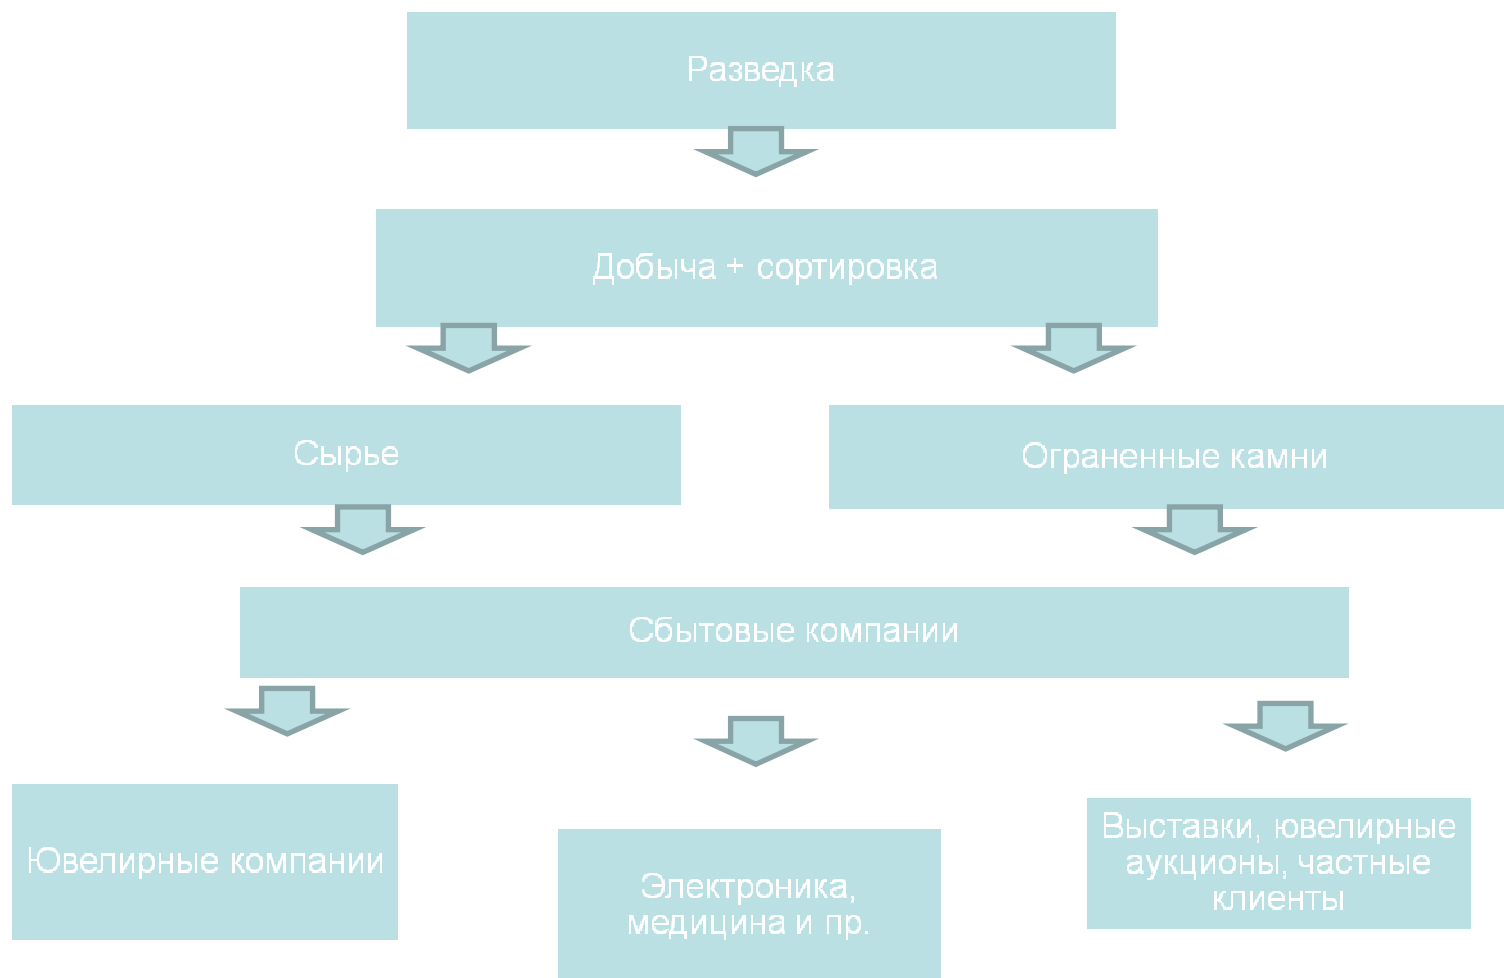 Разведка
Добыча + сортировка
Сырье
Ограненные камни
Сбытовые компании
Ювелирные компании
Электроника,
медицина и пр.
Выставки, ювелирные
аукционы, частные
клиенты